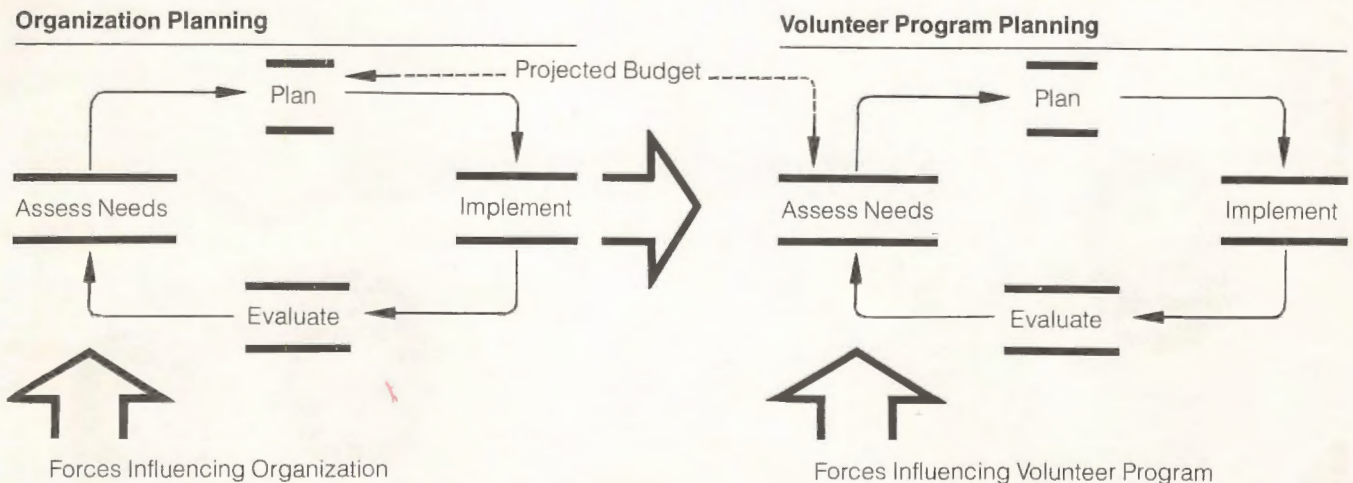 Organization Planning
Volunteer Program Planning
Projected Budget
Plan
Plan
Assess Needs
Implement
Assess Needs
Implement
Evaluate
Evaluate
Forces Influencing Organization
Forces Influencing Volunteer Program